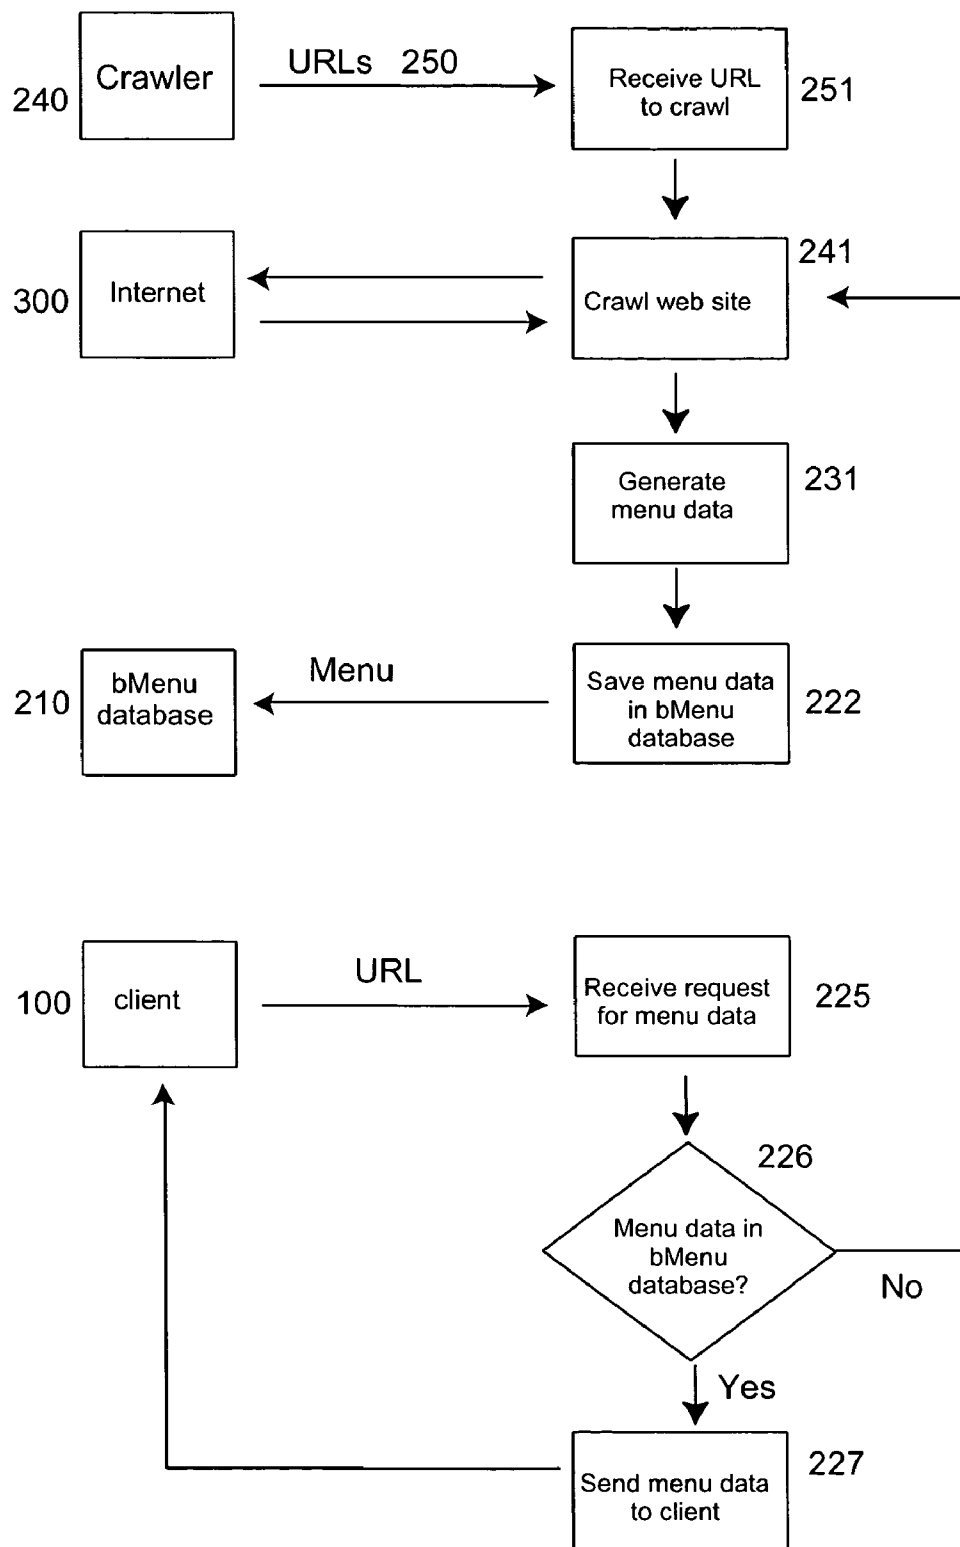 Crawler
240
URLs 250
Receive URL
to crawl
251
Internet
300
241
Crawl web site
Generate
menu data
231
bMenu
database
210
Menu
Save menu data
in bMenu
database
222
client
100
URL
Receive request
for menu data
225
226
Menu data in
bMenu
database?
No
Yes
Send menu data
to client
227